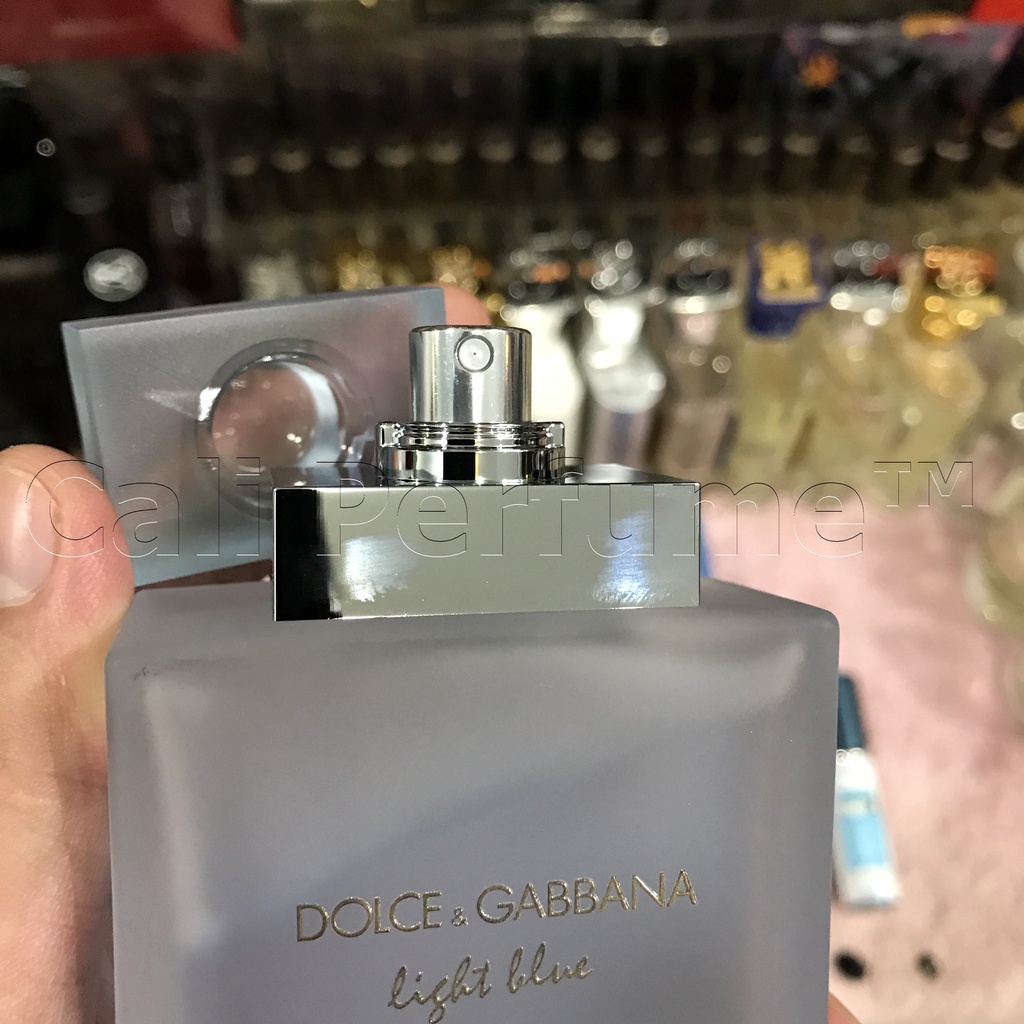 Cali Perfume™
DOLCE & GABBANA
light blue